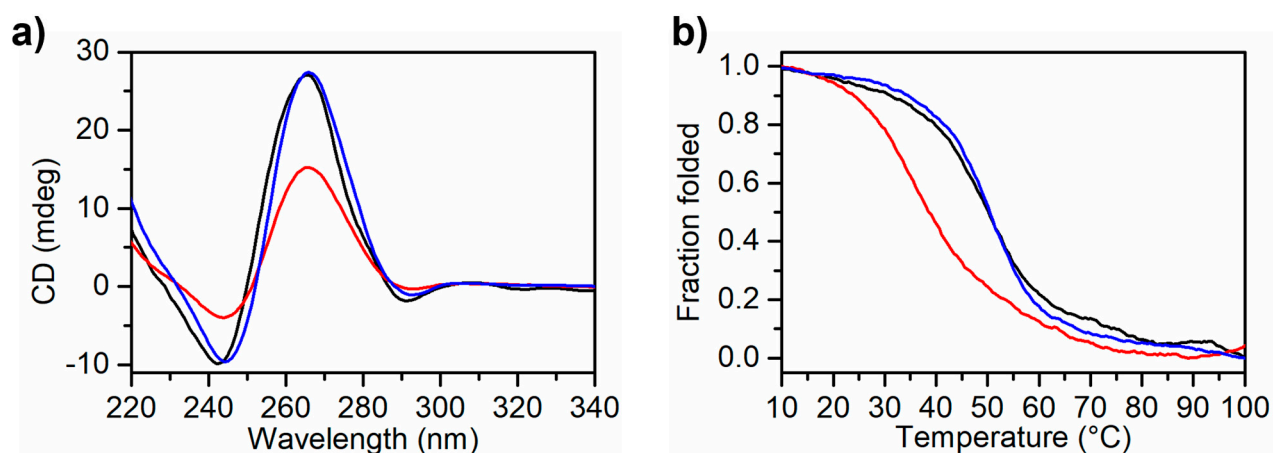 a)
CD (mdeg)
30
20
10
0
-10
220 240 260 280 300 320 340
Wavelength (nm)
b)
Fraction folded
1.0
0.8
0.6
0.4
0.2
0.0
10 20 30 40 50 60 70 80 90 100
Temperature (°C)